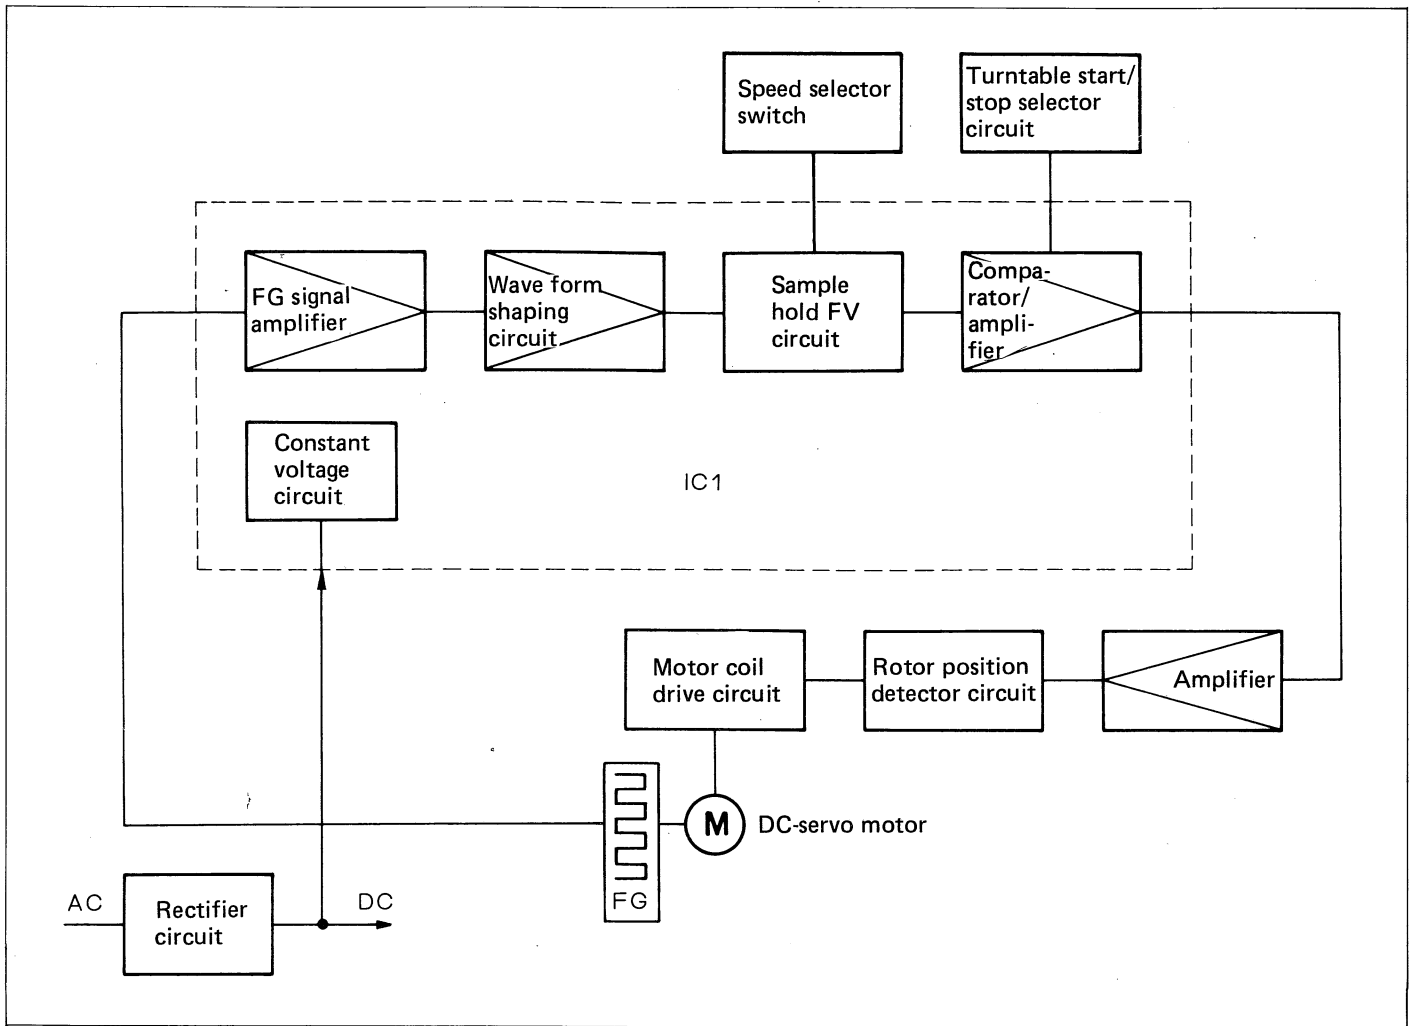 Speed selector
switch
Turntable start/
stop selector
circuit
FG signal
amplifier
Wave form
shaping
circuit
Sample
hold FV
circuit
Compa-
rator/
ampli-
fier
Constant
voltage
circuit
IC1
Motor coil
drive circuit
Rotor position
detector circuit
Amplifier
M
DC-servo motor
FG
AC
Rectifier
circuit
DC